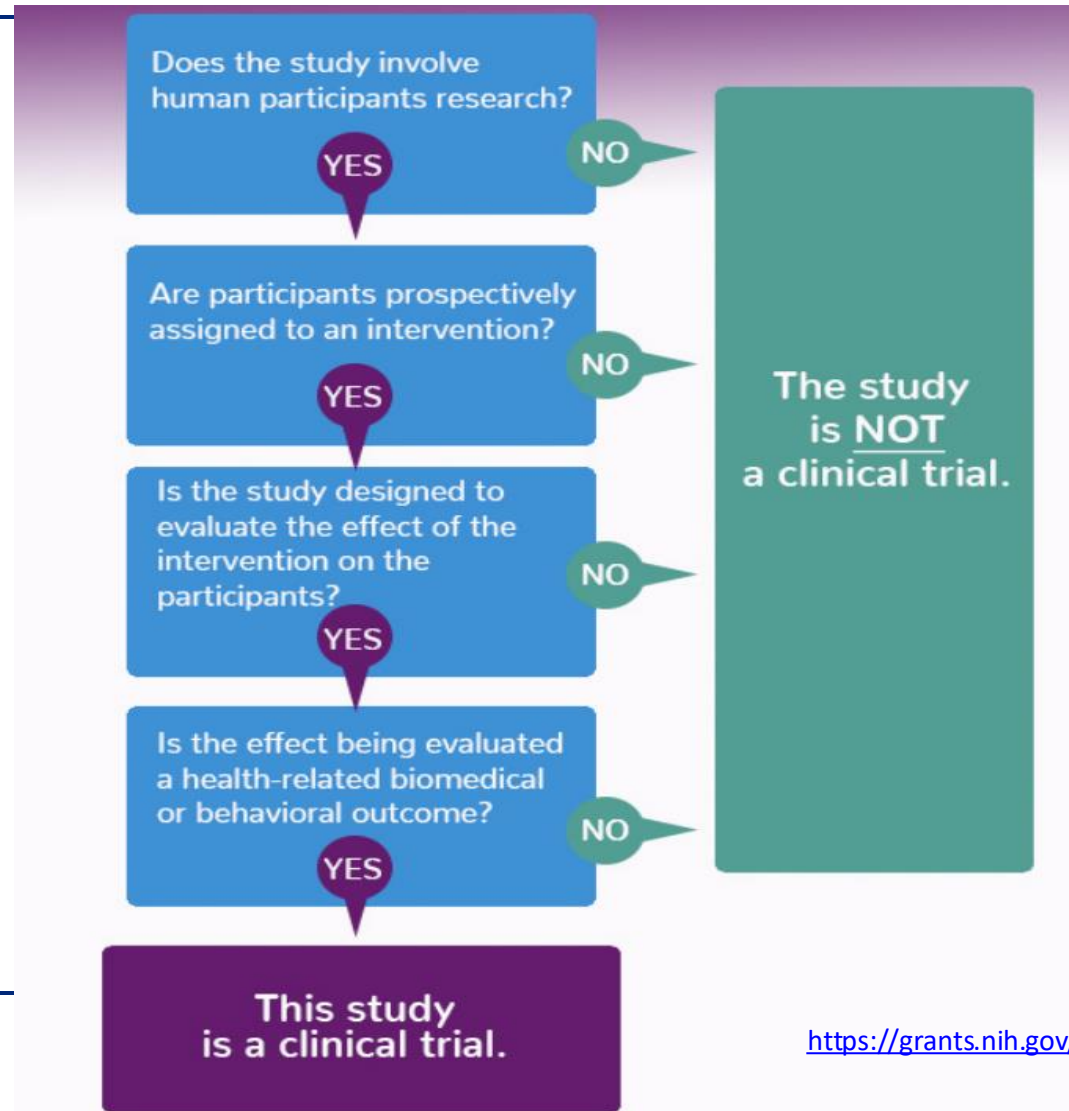 Does the study involve
human participants research?
YES
NO
Are participants prospectively
assigned to an intervention?
YES
NO
Is the study designed to
evaluate the effect of the
intervention on the
participants?
YES
NO
Is the effect being evaluated
a health-related biomedical
or behavioral outcome?
YES
NO
The study
is NOT
a clinical trial.
This study
is a clinical trial.
https://grants.nih.gov/